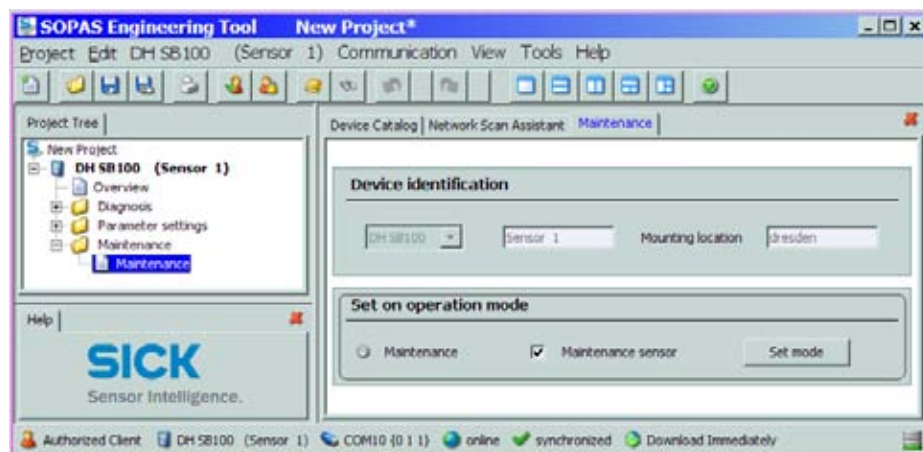 SOPAS Engineering Tool New Project*
Project Edit DH SB100 (Sensor 1) Communication View Tools Help
Project Tree
New Project
DH SB100 (Sensor 1)
Overview
Diagnosis
Parameter settings
Maintenance
Maintenance
Help
SICK
Sensor Intelligence.
Device Catalog Network Scan Assistant Maintenance
Device identification
DH SB100 Sensor 1 Mounting location dresden
Set on operation mode
Maintenance Maintenance sensor Set mode
Authorized Client DH SB100 (Sensor 1) COM10 {0 1 1} online synchronized Download Immediately